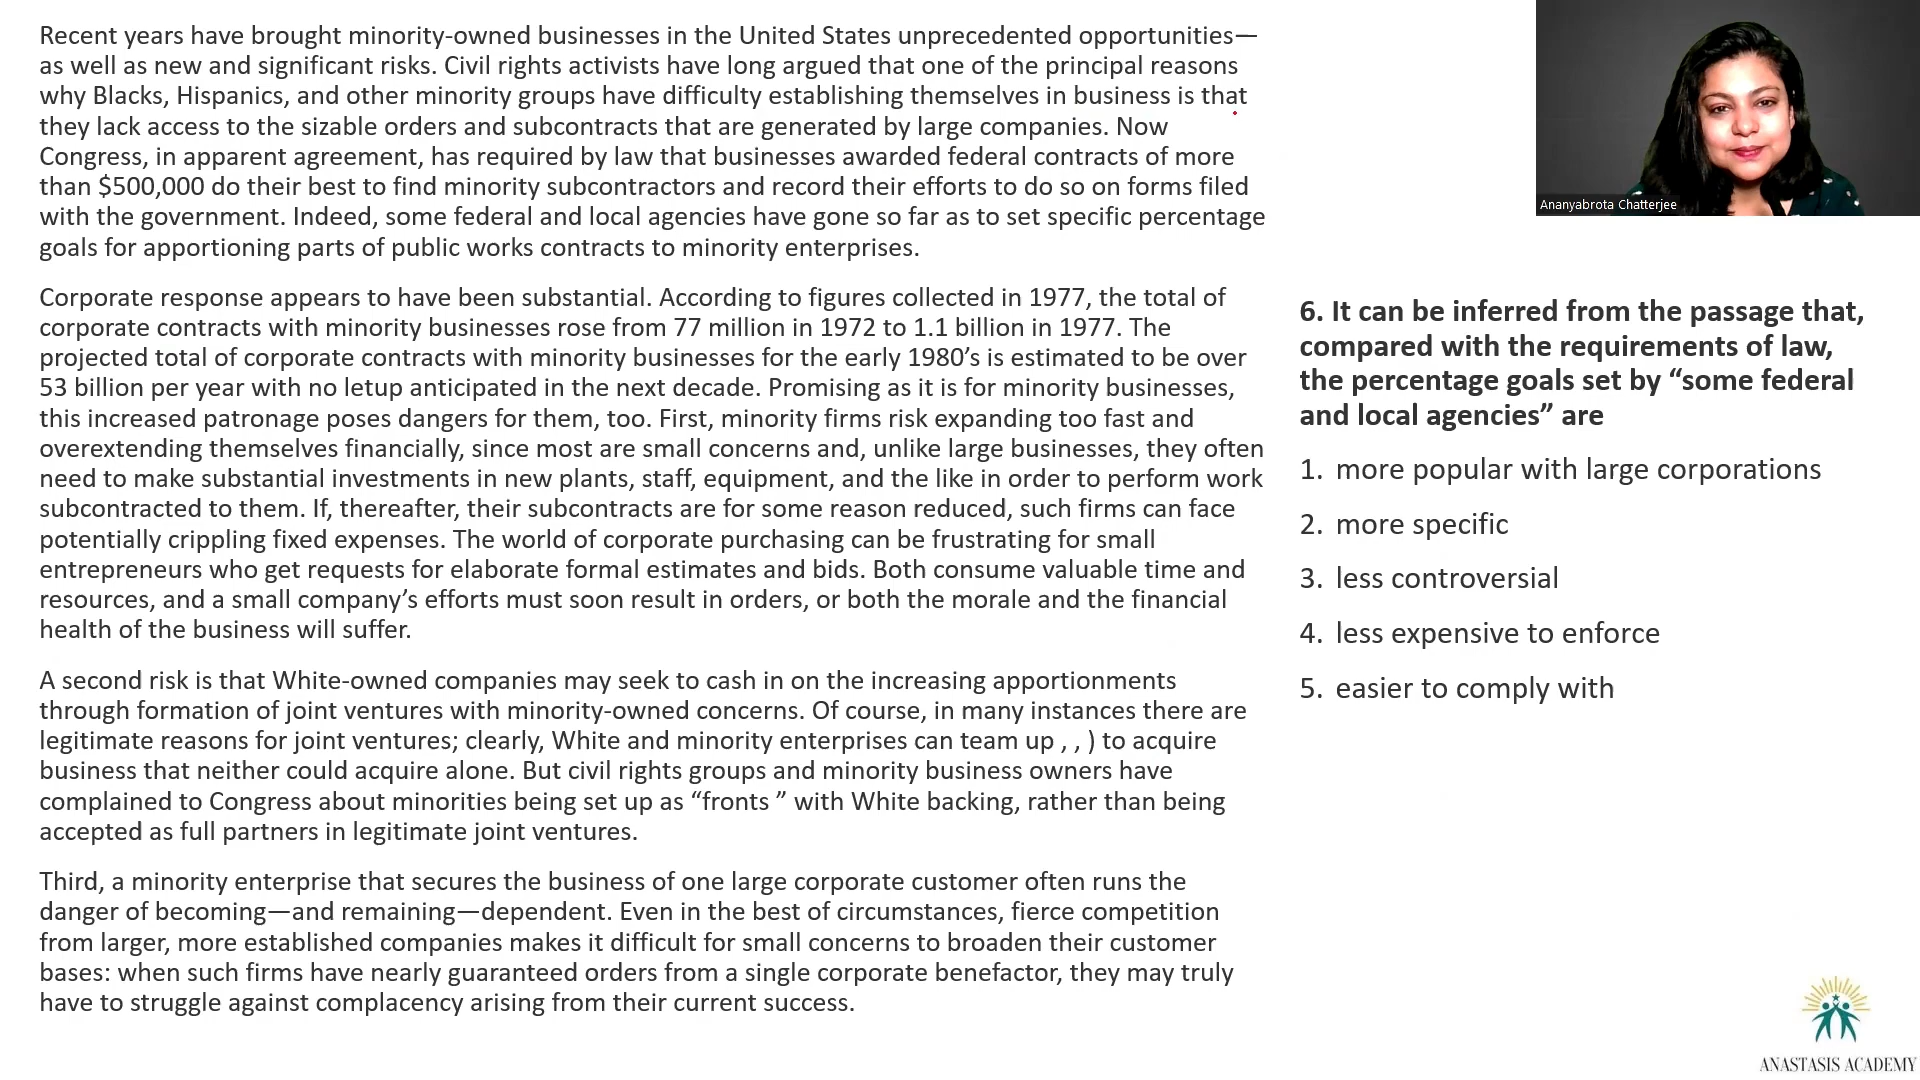 Recent years have brought minority-owned businesses in the United States unprecedented opportunities—
as well as new and significant risks. Civil rights activists have long argued that one of the principal reasons
why Blacks, Hispanics, and other minority groups have difficulty establishing themselves in business is that
they lack access to the sizable orders and subcontracts that are generated by large companies. Now
Congress, in apparent agreement, has required by law that businesses awarded federal contracts of more
than $500,000 do their best to find minority subcontractors and record their efforts to do so on forms filed
with the government. Indeed, some federal and local agencies have gone so far as to set specific percentage
goals for apportioning parts of public works contracts to minority enterprises.
Corporate response appears to have been substantial. According to figures collected in 1977, the total of
corporate contracts with minority businesses rose from 77 million in 1972 to 1.1 billion in 1977. The
projected total of corporate contracts with minority businesses for the early 1980’s is estimated to be over
53 billion per year with no letup anticipated in the next decade. Promising as it is for minority businesses,
this increased patronage poses dangers for them, too. First, minority firms risk expanding too fast and
overextending themselves financially, since most are small concerns and, unlike large businesses, they often
need to make substantial investments in new plants, staff, equipment, and the like in order to perform work
subcontracted to them. If, thereafter, their subcontracts are for some reason reduced, such firms can face
potentially crippling fixed expenses. The world of corporate purchasing can be frustrating for small
entrepreneurs who get requests for elaborate formal estimates and bids. Both consume valuable time and
resources, and a small company’s efforts must soon result in orders, or both the morale and the financial
health of the business will suffer.
A second risk is that White-owned companies may seek to cash in on the increasing apportionments
through formation of joint ventures with minority-owned concerns. Of course, in many instances there are
legitimate reasons for joint ventures; clearly, White and minority enterprises can team up , , ) to acquire
business that neither could acquire alone. But civil rights groups and minority business owners have
complained to Congress about minorities being set up as “fronts ” with White backing, rather than being
accepted as full partners in legitimate joint ventures.
Third, a minority enterprise that secures the business of one large corporate customer often runs the
danger of becoming—and remaining—dependent. Even in the best of circumstances, fierce competition
from larger, more established companies makes it difficult for small concerns to broaden their customer
bases: when such firms have nearly guaranteed orders from a single corporate benefactor, they may truly
have to struggle against complacency arising from their current success.
Ananyabrota Chatterjee
6. It can be inferred from the passage that,
compared with the requirements of law,
the percentage goals set by “some federal
and local agencies” are
1. more popular with large corporations
2. more specific
3. less controversial
4. less expensive to enforce
5. easier to comply with
ANASTASIS ACADEMY